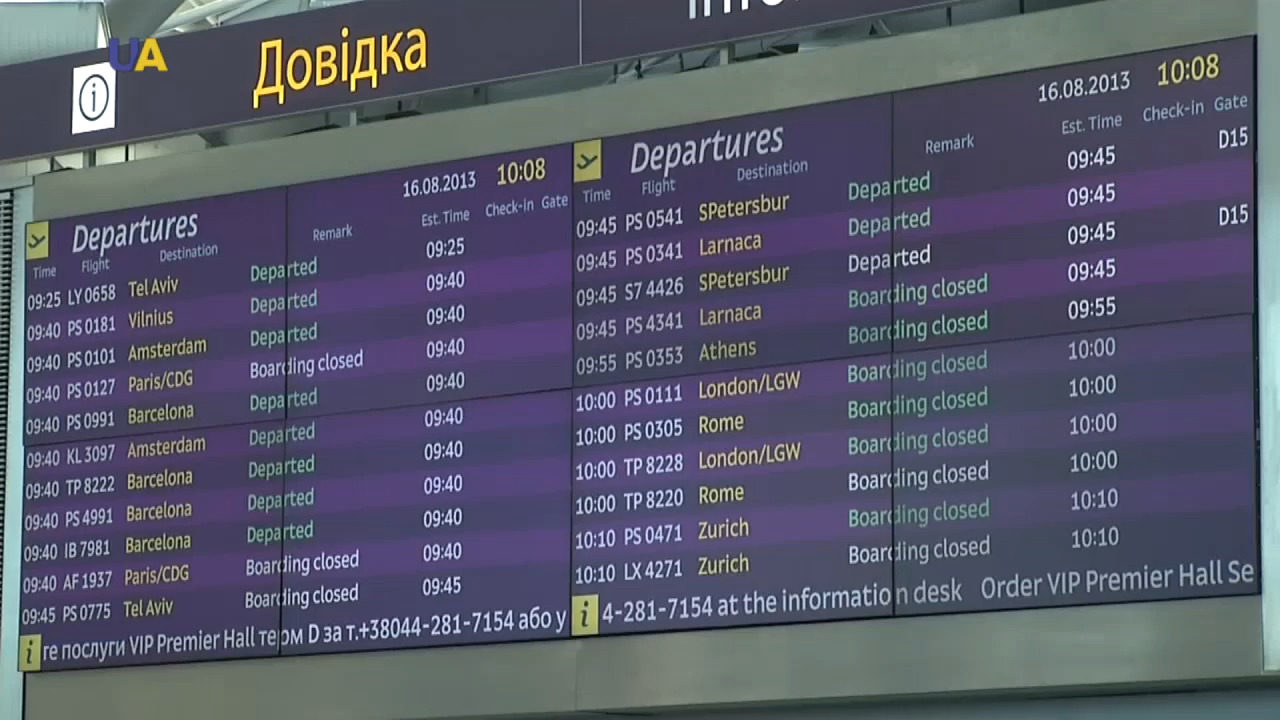 UA
i Довідка
Departures 16.08.2013 10:08
Time Flight Destination Remark Est. Time Check-in Gate
09:25 LY 0658 Tel Aviv Departed 09:25
09:40 PS 0181 Vilnius Departed 09:40
09:40 PS 0101 Amsterdam Departed 09:40
09:40 PS 0127 Paris/CDG Boarding closed 09:40
09:40 PS 0991 Barcelona Departed 09:40
09:40 KL 3097 Amsterdam Departed 09:40
09:40 TP 8222 Barcelona Departed 09:40
09:40 PS 4991 Barcelona Departed 09:40
09:40 IB 7981 Barcelona Departed 09:40
09:40 AF 1937 Paris/CDG Boarding closed 09:40
09:45 PS 0775 Tel Aviv Boarding closed 09:45
i ге послуги VIP Premier Hall терм D за т.+38044-281-7154 або у
Departures 16.08.2013 10:08
Time Flight Destination Remark Est. Time Check-in Gate
09:45 PS 0541 SPetersbur Departed 09:45 D15
09:45 PS 0341 Larnaca Departed 09:45
09:45 S7 4426 SPetersbur Departed 09:45 D15
09:45 PS 4341 Larnaca Boarding closed 09:45
09:55 PS 0353 Athens Boarding closed 09:55
10:00 PS 0111 London/LGW Boarding closed 10:00
10:00 PS 0305 Rome Boarding closed 10:00
10:00 TP 8228 London/LGW Boarding closed 10:00
10:00 TP 8220 Rome Boarding closed 10:00
10:10 PS 0471 Zurich Boarding closed 10:10
10:10 LX 4271 Zurich Boarding closed 10:10
i 4-281-7154 at the information desk Order VIP Premier Hall Se